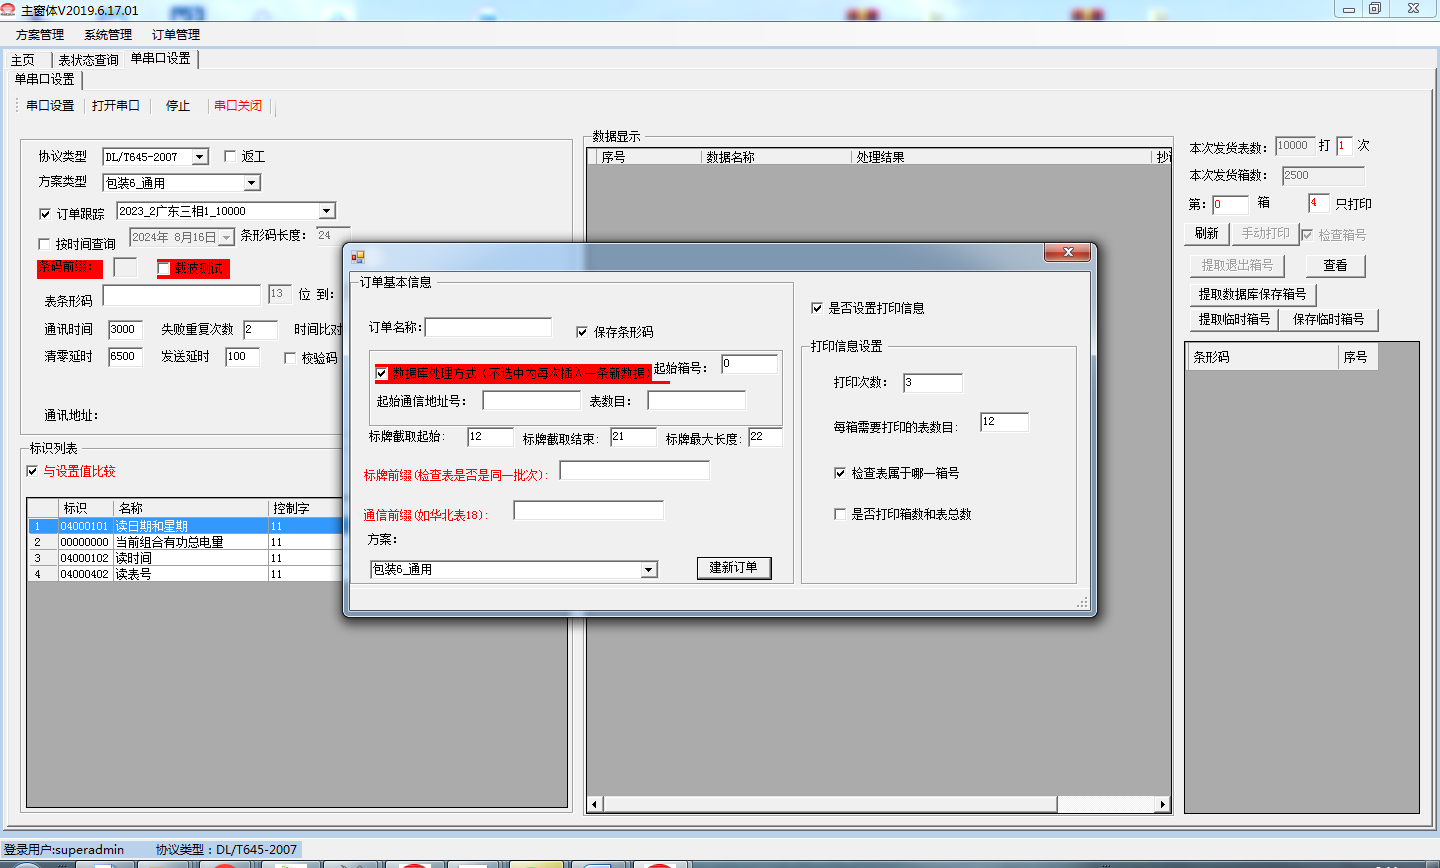 主窗体V2019.6.17.01
方案管理 系统管理 订单管理
主页 表状态查询 单串口设置
单串口设置
串口设置 打开串口 停止 串口关闭
协议类型 DL/T645-2007 返工
方案类型 包装6_通用
订单跟踪 2023_2广东三相1_10000
按时间查询 2024年 8月16日 条形码长度: 24
条码前缀: 载波测试
表条形码 13 位 到:
通讯时间 3000 失败重复次数 2 时间比对
清零延时 6500 发送延时 100 校验码
通讯地址:
标识列表
与设置值比较
标识 名称 控制字
1 04000101 读日期和星期 11
2 00000000 当前组合有功总电量 11
3 04000102 读时间 11
4 04000402 读表号 11
数据显示
序号 数据名称 处理结果
本次发货表数: 10000 打 1 次
本次发货箱数: 2500
第: 0 箱 4 只打印
刷新 手动打印 检查箱号
提取退出箱号 查看
提取数据库保存箱号
提取临时箱号 保存临时箱号
条形码 序号
订单基本信息
订单名称: 保存条形码
数据库处理方式(不选中为每次插入一条新数据) 起始箱号: 0
起始通信地址号: 表数目:
标牌截取起始: 12 标牌截取结束: 21 标牌最大长度: 22
标牌前缀(检查表是否是同一批次):
通信前缀(如华北表18):
方案:
包装6_通用 建新订单
是否设置打印信息
打印信息设置
打印次数: 3
每箱需要打印的表数目: 12
检查表属于哪一箱号
是否打印箱数和表总数
登录用户:superadmin 协议类型: DL/T645-2007